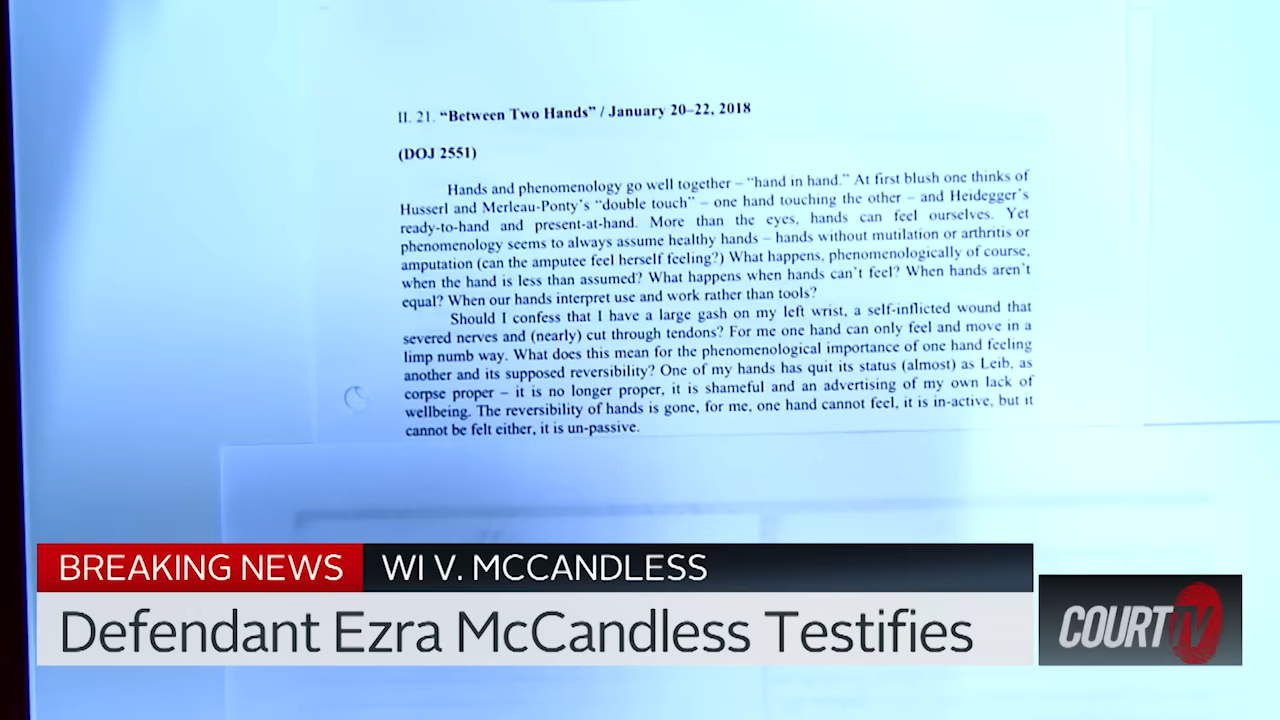 II. 21. “Between Two Hands” / January 20–22, 2018
(DOJ 2551)
Hands and phenomenology go well together – “hand in hand.” At first blush one thinks of
Husserl and Merleau-Ponty’s “double touch” – one hand touching the other – and Heidegger’s
ready-to-hand and present-at-hand. More than the eyes, hands can feel ourselves. Yet
phenomenology seems to always assume healthy hands – hands without mutilation or arthritis or
amputation (can the amputee feel herself feeling?) What happens, phenomenologically of course,
when the hand is less than assumed? What happens when hands can’t feel? When hands aren’t
equal? When our hands interpret use and work rather than tools?
Should I confess that I have a large gash on my left wrist, a self-inflicted wound that
severed nerves and (nearly) cut through tendons? For me one hand can only feel and move in a
limp numb way. What does this mean for the phenomenological importance of one hand feeling
another and its supposed reversibility? One of my hands has quit its status (almost) as Leib, as
corpse proper – it is no longer proper, it is shameful and an advertising of my own lack of
wellbeing. The reversibility of hands is gone, for me, one hand cannot feel, it is in-active, but it
cannot be felt either, it is un-passive.
BREAKING NEWS WI V. MCCANDLESS
Defendant Ezra McCandless Testifies
COURT TV